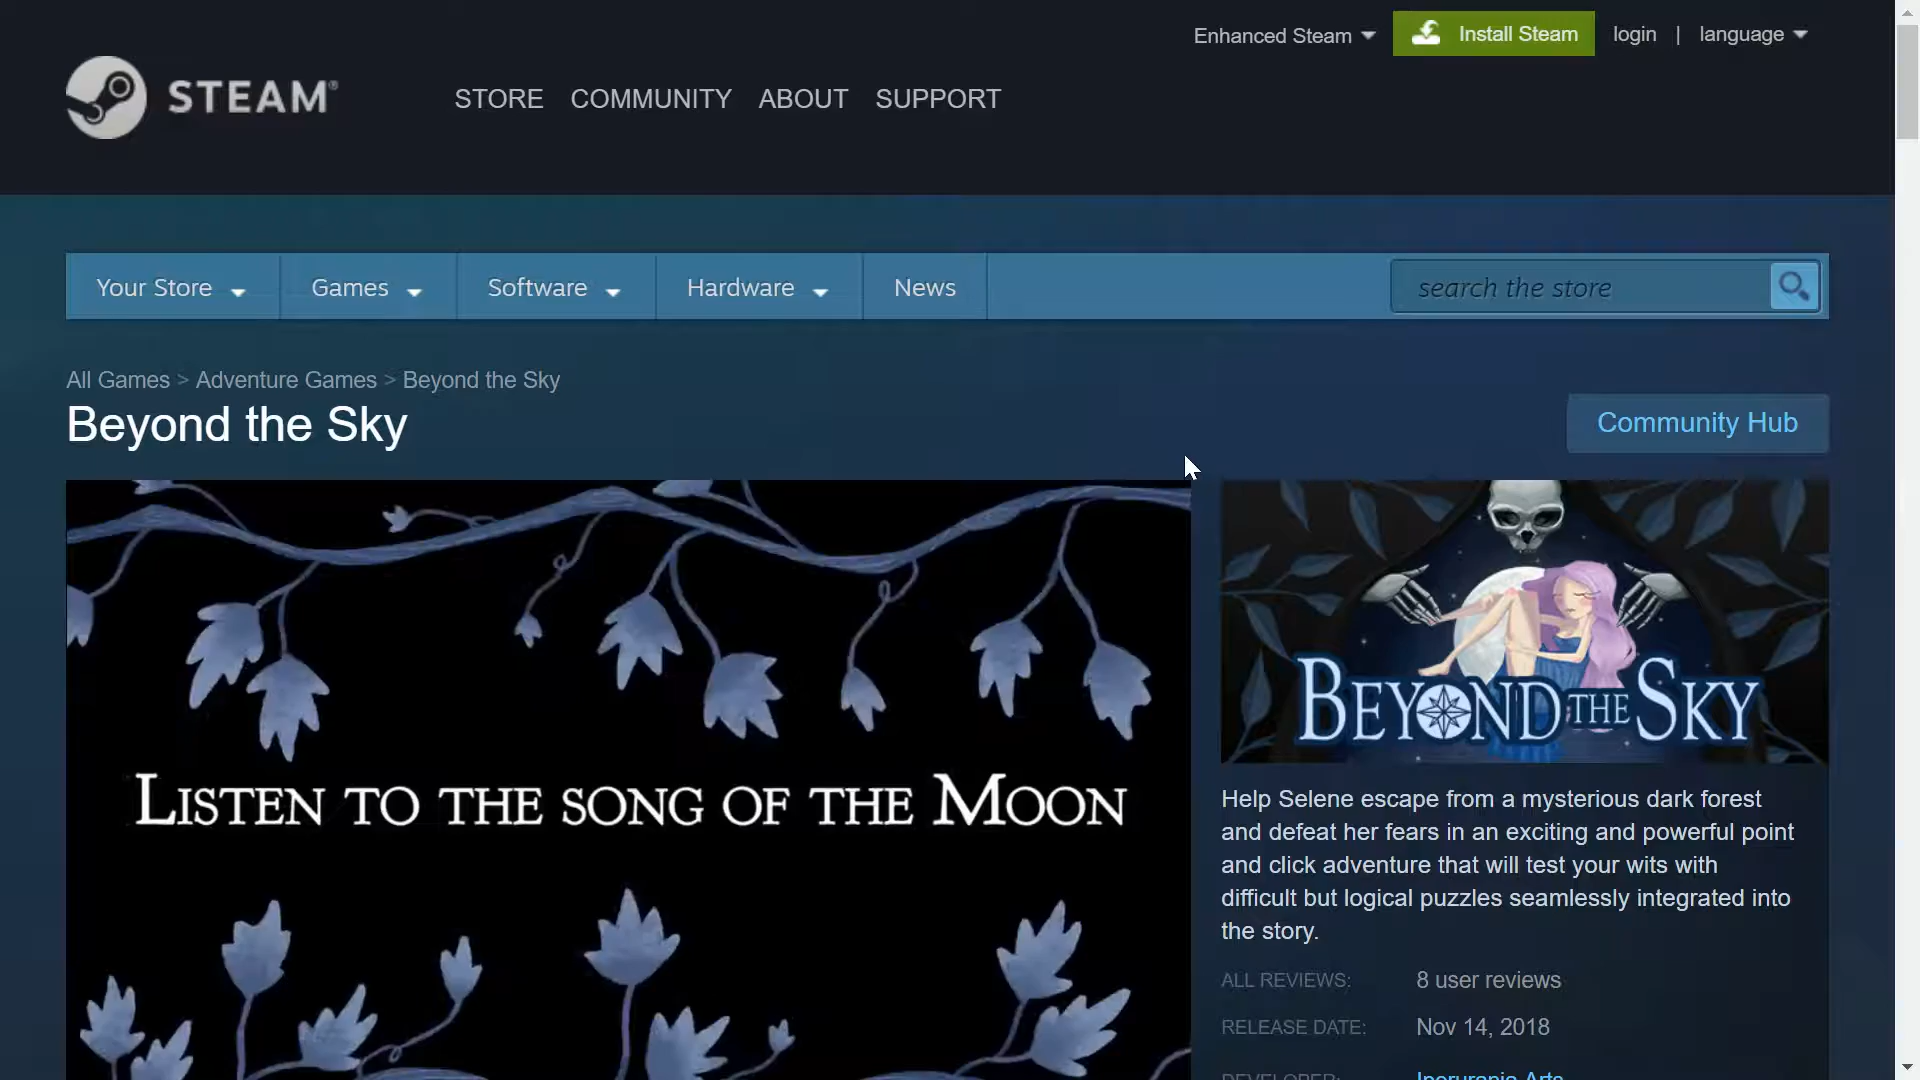 Enhanced Steam
Install Steam
login | language
STEAM®
STORE COMMUNITY ABOUT SUPPORT
Your Store Games Software Hardware News
search the store
All Games > Adventure Games > Beyond the Sky
Beyond the Sky
Community Hub
LISTEN TO THE SONG OF THE MOON
BEYOND THE SKY
Help Selene escape from a mysterious dark forest
and defeat her fears in an exciting and powerful point
and click adventure that will test your wits with
difficult but logical puzzles seamlessly integrated into
the story.
ALL REVIEWS: 8 user reviews
RELEASE DATE: Nov 14, 2018